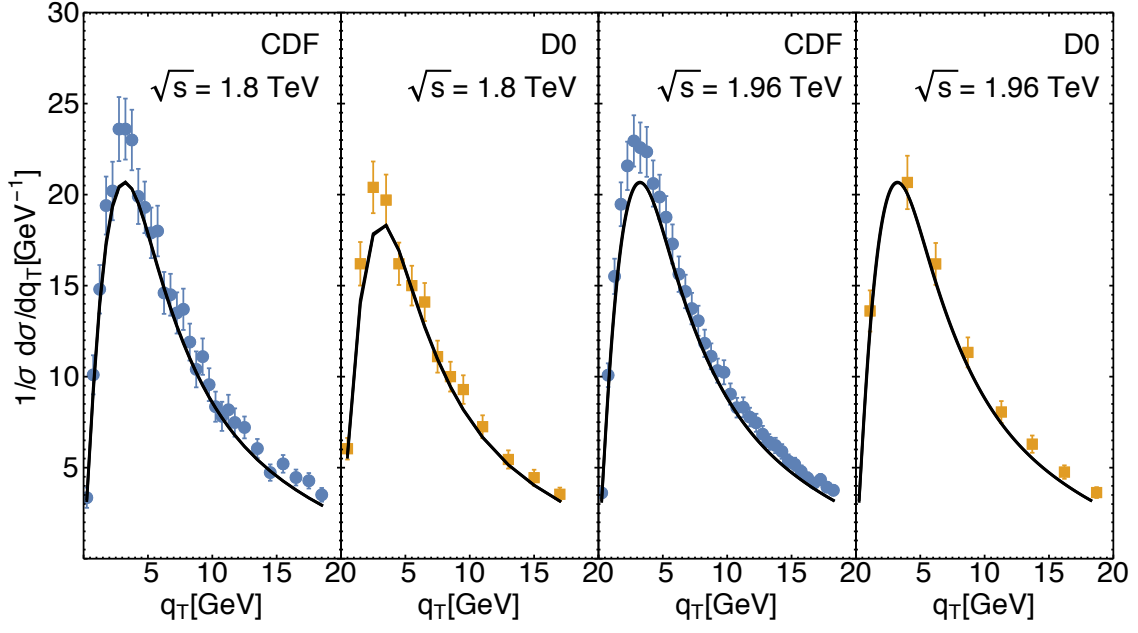 30
25
20
15
10
5
1/σ dσ/dq_T[GeV⁻¹]
CDF
√s = 1.8 TeV
D0
√s = 1.8 TeV
CDF
√s = 1.96 TeV
D0
√s = 1.96 TeV
5 10 15 20 5 10 15 20 5 10 15 20 5 10 15 20
q_T[GeV] q_T[GeV] q_T[GeV] q_T[GeV]